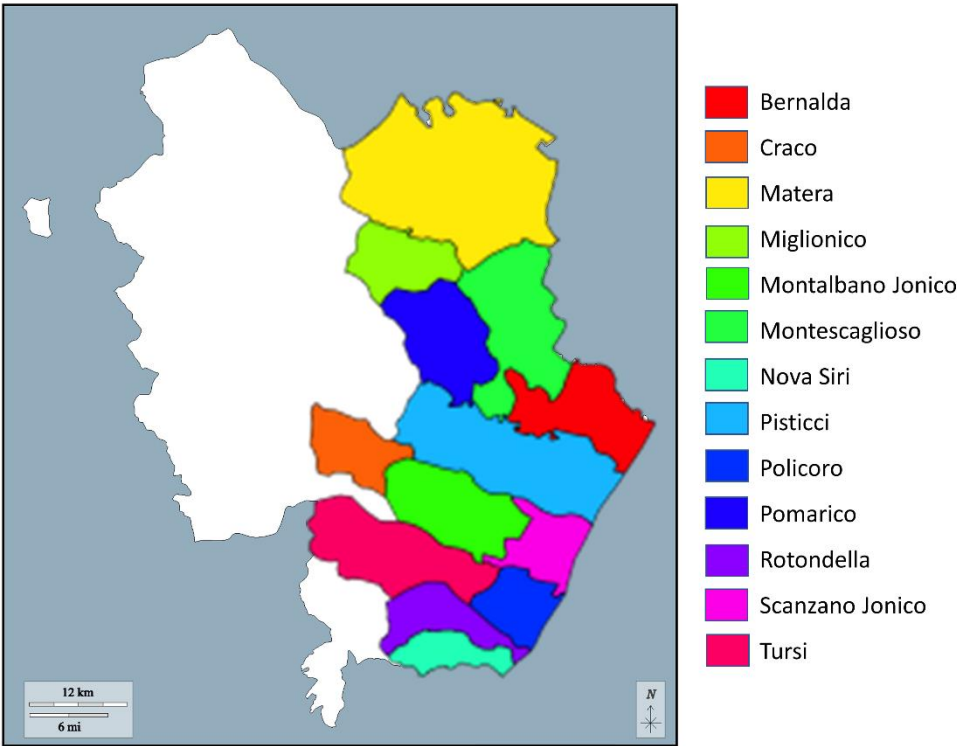 Bernalda
Craco
Matera
Miglionico
Montalbano Jonico
Montescaglioso
Nova Siri
Pisticci
Policoro
Pomarico
Rotondella
Scanzano Jonico
Tursi
12 km
6 mi
N